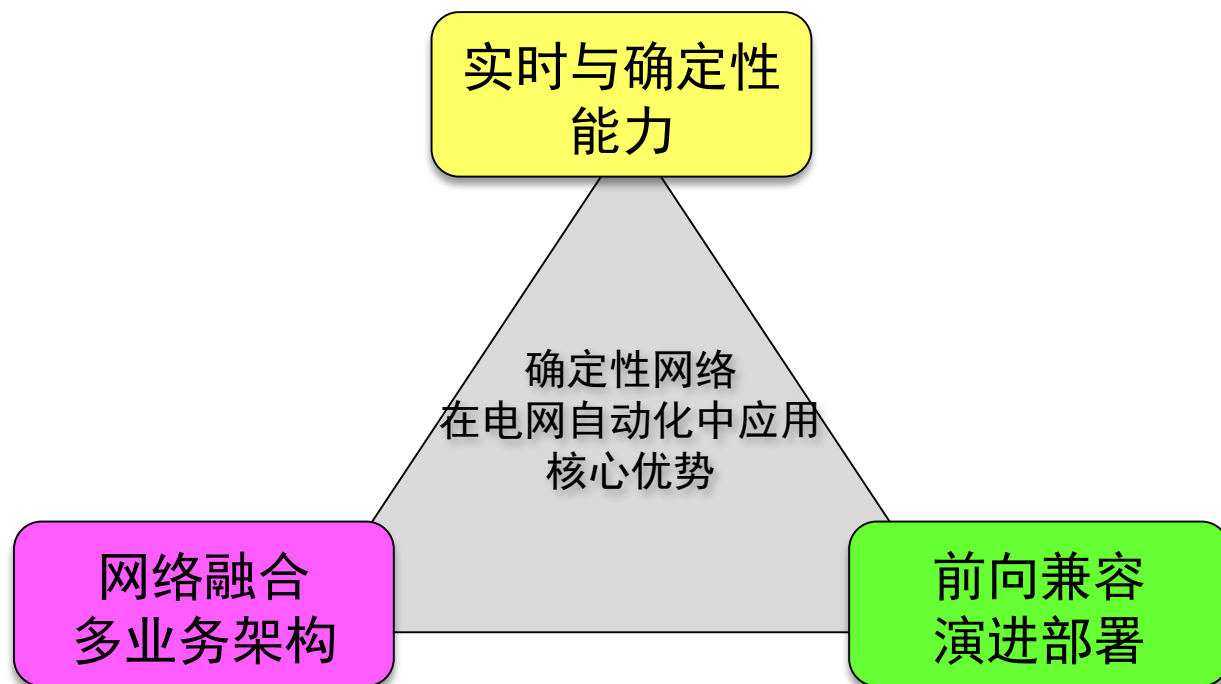 实时与确定性
能力
确定性网络
在电网自动化中应用
核心优势
网络融合
多业务架构
前向兼容
演进部署